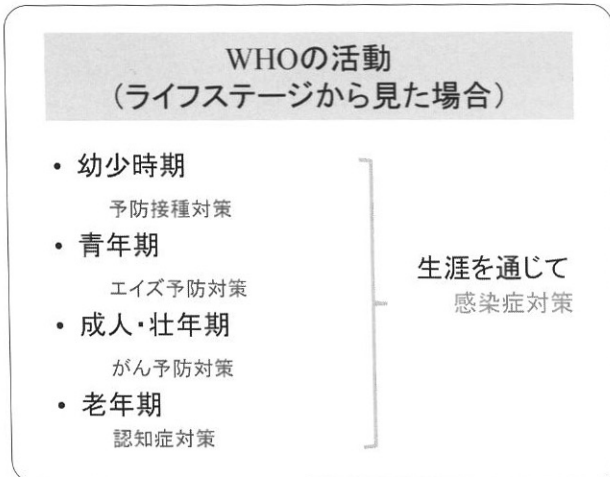 WHOの活動
(ライフステージから見た場合)
• 幼少時期
予防接種対策
• 青年期
エイズ予防対策
• 成人・壮年期
がん予防対策
• 老年期
認知症対策
生涯を通じて
感染症対策